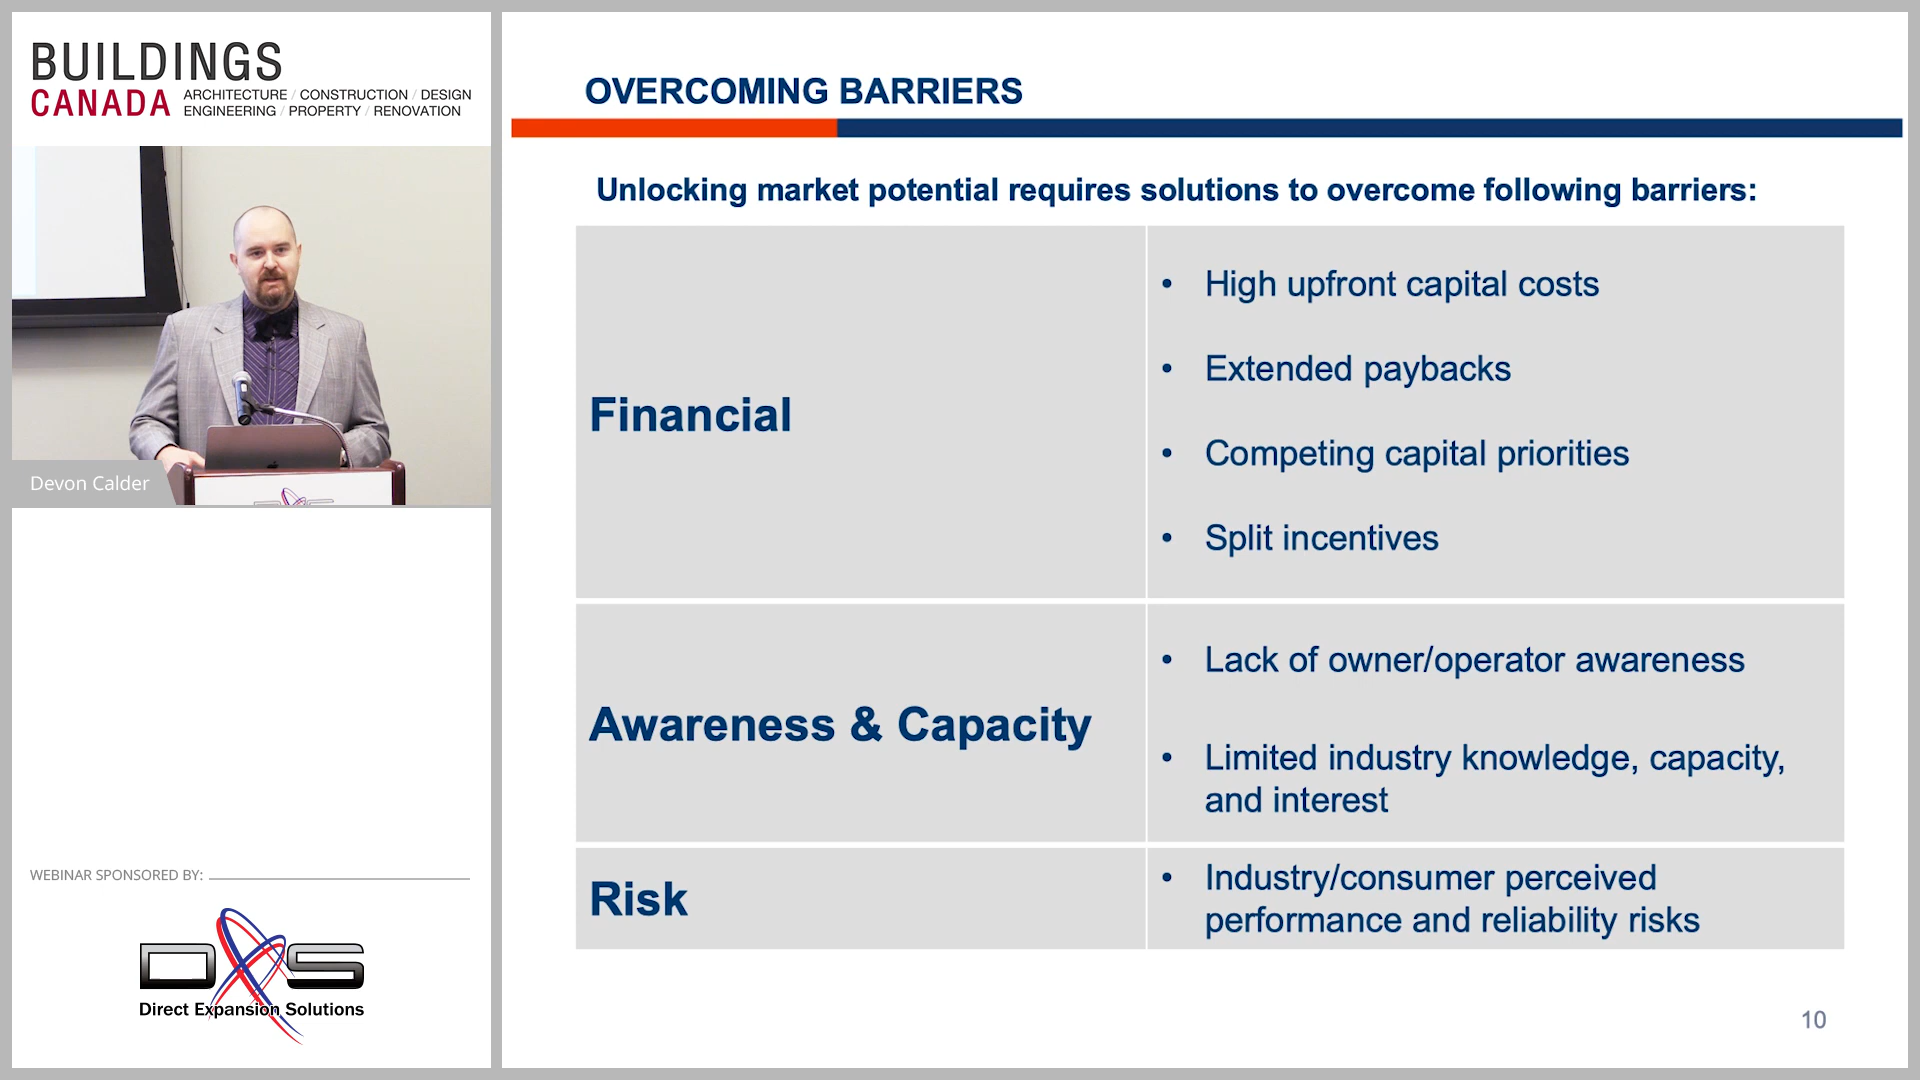 BUILDINGS
CANADA
ARCHITECTURE / CONSTRUCTION / DESIGN
ENGINEERING / PROPERTY / RENOVATION
Devon Calder
WEBINAR SPONSORED BY:
DXS
Direct Expansion Solutions
OVERCOMING BARRIERS
Unlocking market potential requires solutions to overcome following barriers:
Financial
• High upfront capital costs
• Extended paybacks
• Competing capital priorities
• Split incentives
Awareness & Capacity
• Lack of owner/operator awareness
• Limited industry knowledge, capacity,
and interest
Risk
• Industry/consumer perceived
performance and reliability risks
10